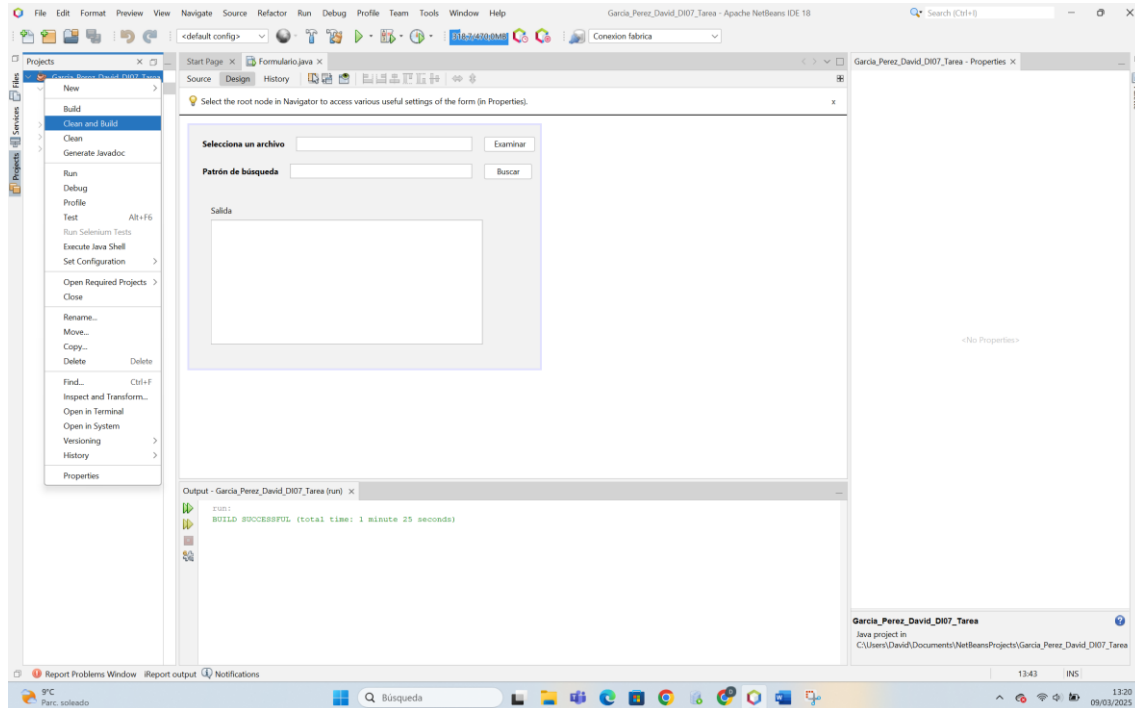 File Edit Format Preview View Navigate Source Refactor Run Debug Profile Team Tools Window Help
Garcia_Perez_David_DI07_Tarea - Apache NetBeans IDE 18
Search (Ctrl+I)
<default config>
Conexion fabrica
Projects
Start Page
Formulario.java
Garcia_Perez_David_DI07_Tarea - Properties
Files
Services
Projects
Garcia_Perez_David_DI07_Tarea
Source Design History
Select the root node in Navigator to access various useful settings of the form (in Properties).
x
New
Build
Clean and Build
Clean
Generate Javadoc
Run
Debug
Profile
Test Alt+F6
Run Selenium Tests
Execute Java Shell
Set Configuration
Open Required Projects
Close
Rename...
Move...
Copy...
Delete Delete
Find... Ctrl+F
Inspect and Transform...
Open in Terminal
Open in System
Versioning
History
Properties
Selecciona un archivo
Examinar
Patrón de búsqueda
Buscar
Salida
<No Properties>
Output - Garcia_Perez_David_DI07_Tarea (run)
run:
BUILD SUCCESSFUL (total time: 1 minute 25 seconds)
Garcia_Perez_David_DI07_Tarea
Java project in
C:\Users\David\Documents\NetBeansProjects\Garcia_Perez_David_DI07_Tarea
Report Problems Window iReport output Notifications
13:43 INS
9°C
Parc. soleado
Búsqueda
13:20
09/03/2025